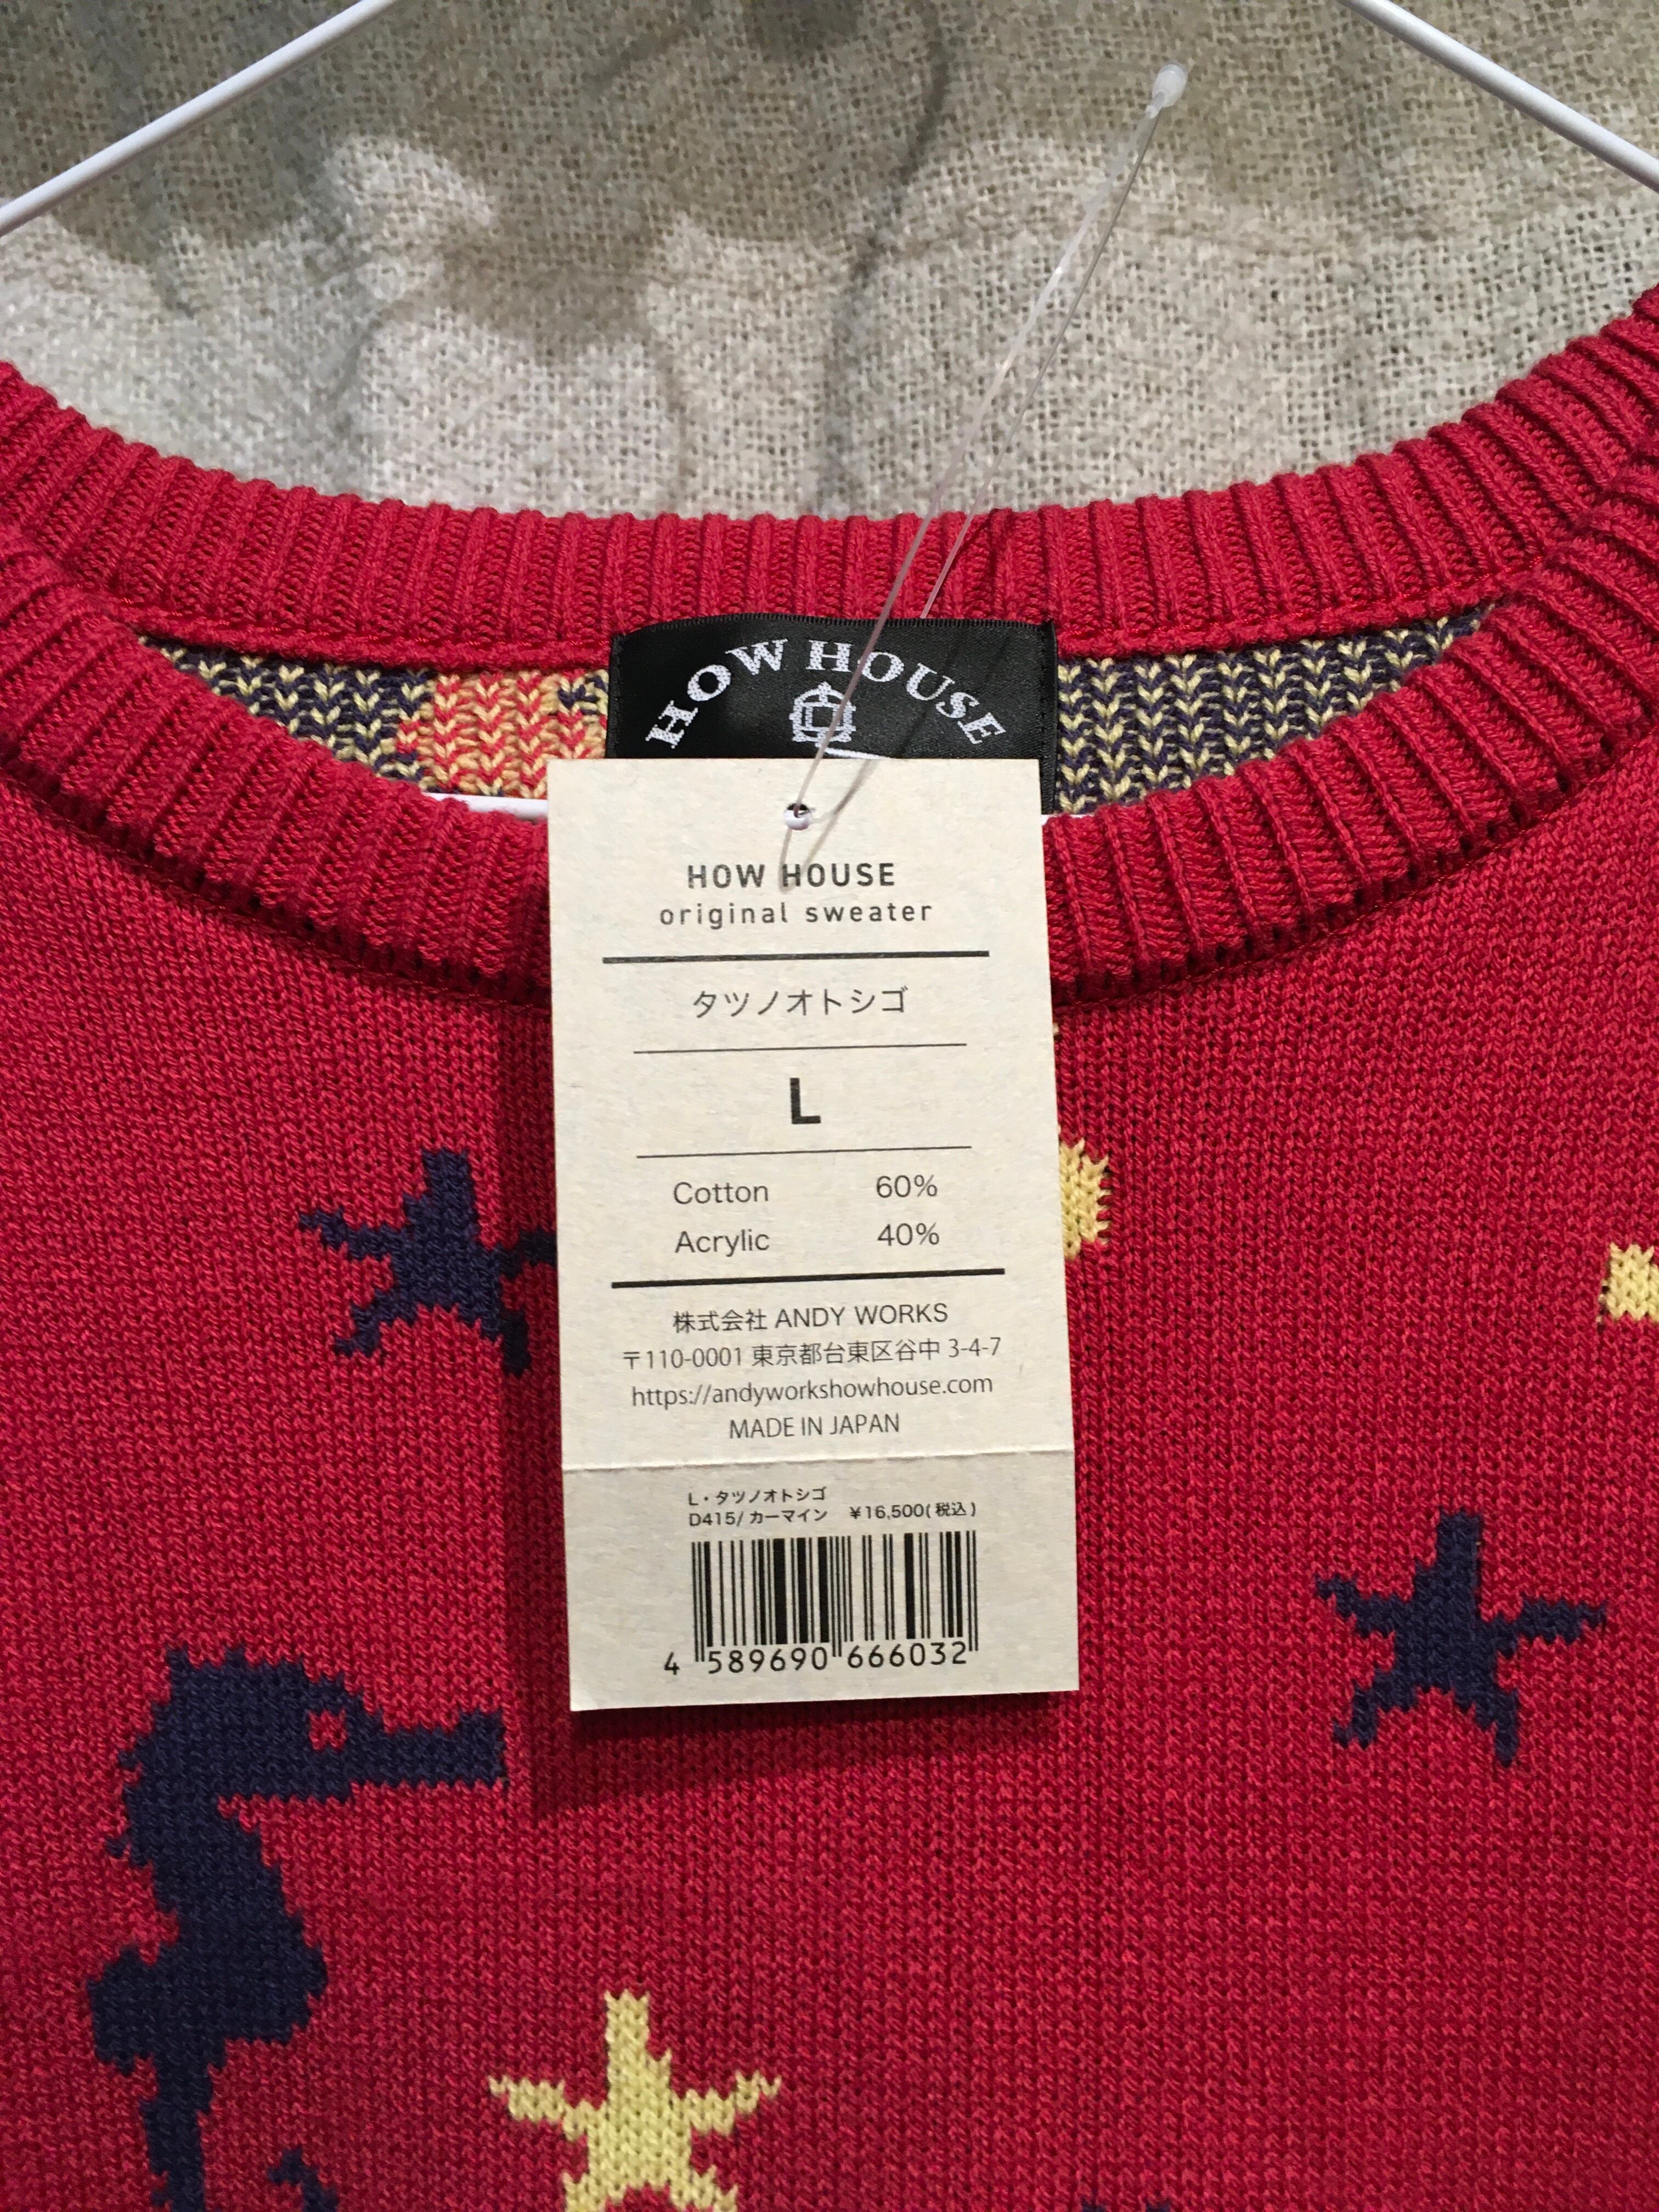 HOW HOUSE
HOW HOUSE
original sweater
タツノオトシゴ
L
Cotton 60%
Acrylic 40%
株式会社 ANDY WORKS
〒110-0001 東京都台東区谷中 3-4-7
https://andyworkshowhouse.com
MADE IN JAPAN
L・タツノオトシゴ
D415/カーマイン ¥16,500(税込)
4 589690 666032